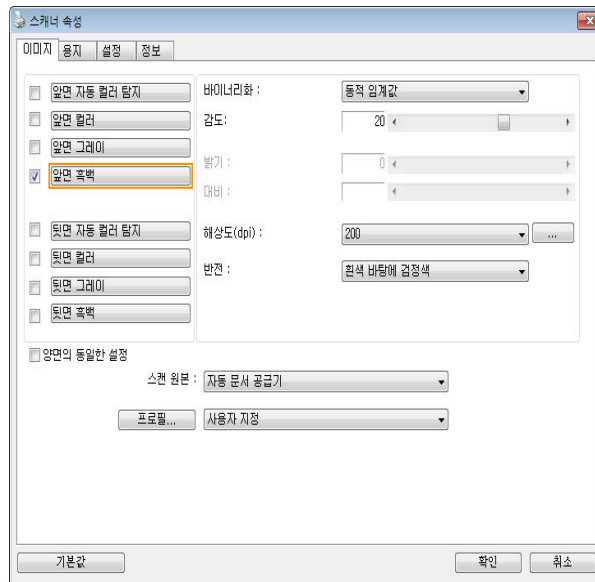 스캐너 속성
이미지 용지 설정 정보
앞면 자동 컬러 탐지
앞면 컬러
앞면 그레이
앞면 흑백
뒷면 자동 컬러 탐지
뒷면 컬러
뒷면 그레이
뒷면 흑백
바이너리화 : 동적 임계값
감도: 20
밝기 : 0
대비 :
해상도(dpi) : 200 ...
반전 : 흰색 바탕에 검정색
양면의 동일한 설정
스캔 원본 : 자동 문서 공급기
프로필... 사용자 지정
기본값 확인 취소